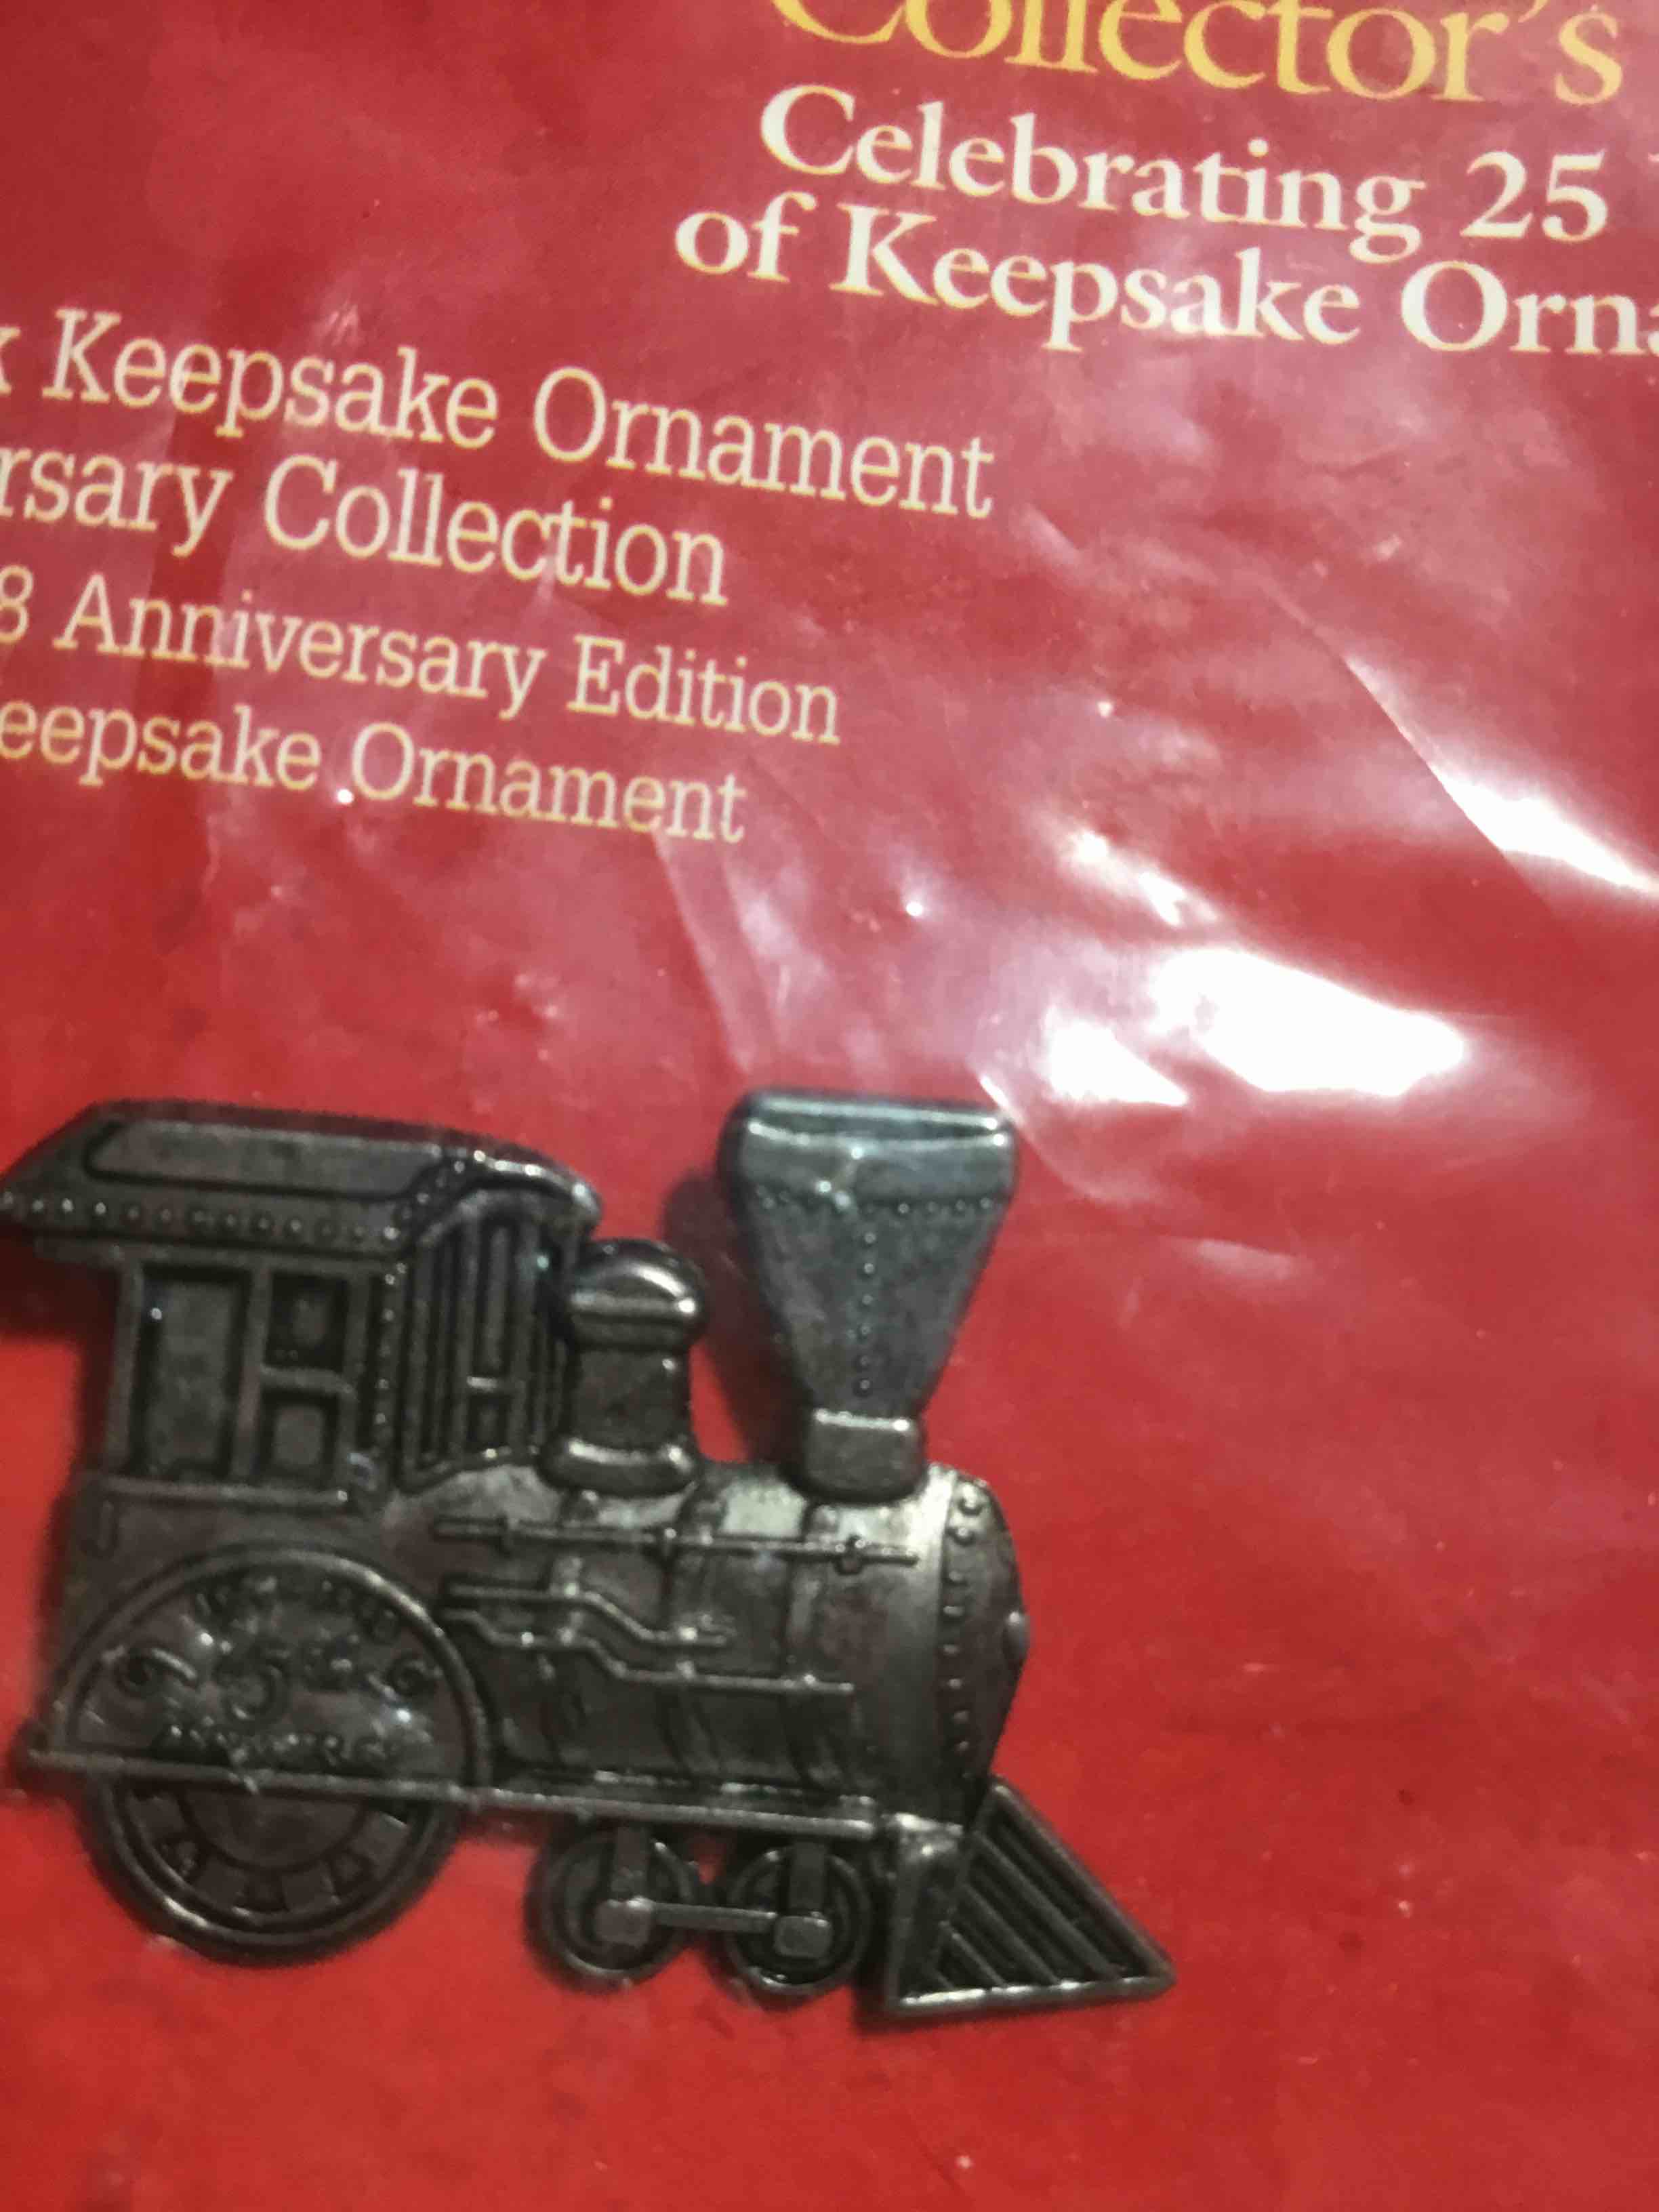 Collector's
Celebrating 25
of Keepsake Orna
Keepsake Ornament
rsary Collection
8 Anniversary Edition
eepsake Ornament